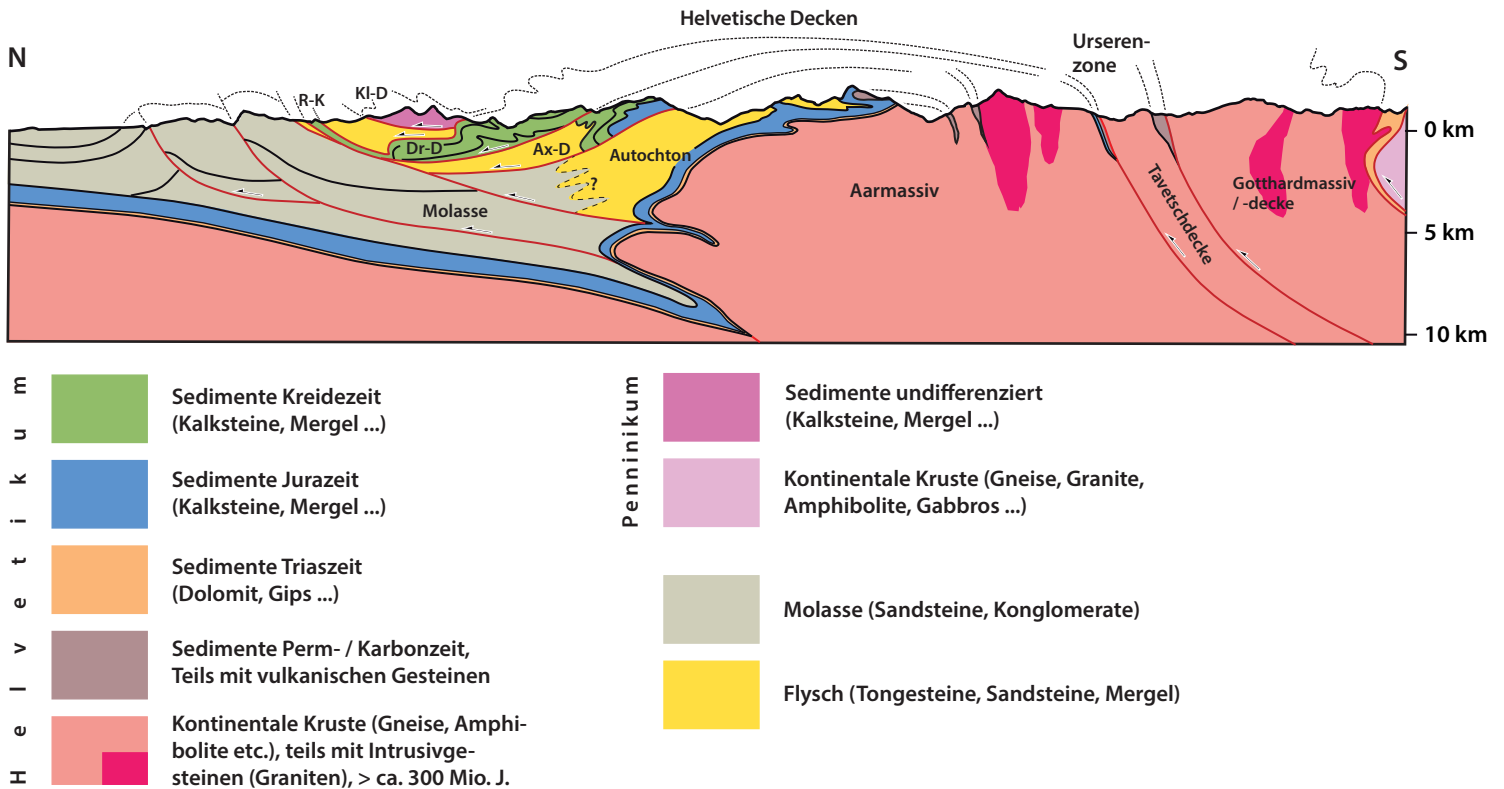 Helvetische Decken
N
Urseren-
zone
S
R-K
Kl-D
0 km
Dr-D
Ax-D
Autochton
?
Aarmassiv
Tavetschdecke
Gotthardmassiv
/ -decke
Molasse
5 km
10 km
Helvetikum
Sedimente Kreidezeit
(Kalksteine, Mergel ...)
Sedimente Jurazeit
(Kalksteine, Mergel ...)
Sedimente Triaszeit
(Dolomit, Gips ...)
Sedimente Perm- / Karbonzeit,
Teils mit vulkanischen Gesteinen
Kontinentale Kruste (Gneise, Amphi-
bolite etc.), teils mit Intrusivge-
steinen (Graniten), > ca. 300 Mio. J.
Penninikum
Sedimente undifferenziert
(Kalksteine, Mergel ...)
Kontinentale Kruste (Gneise, Granite,
Amphibolite, Gabbros ...)
Molasse (Sandsteine, Konglomerate)
Flysch (Tongesteine, Sandsteine, Mergel)